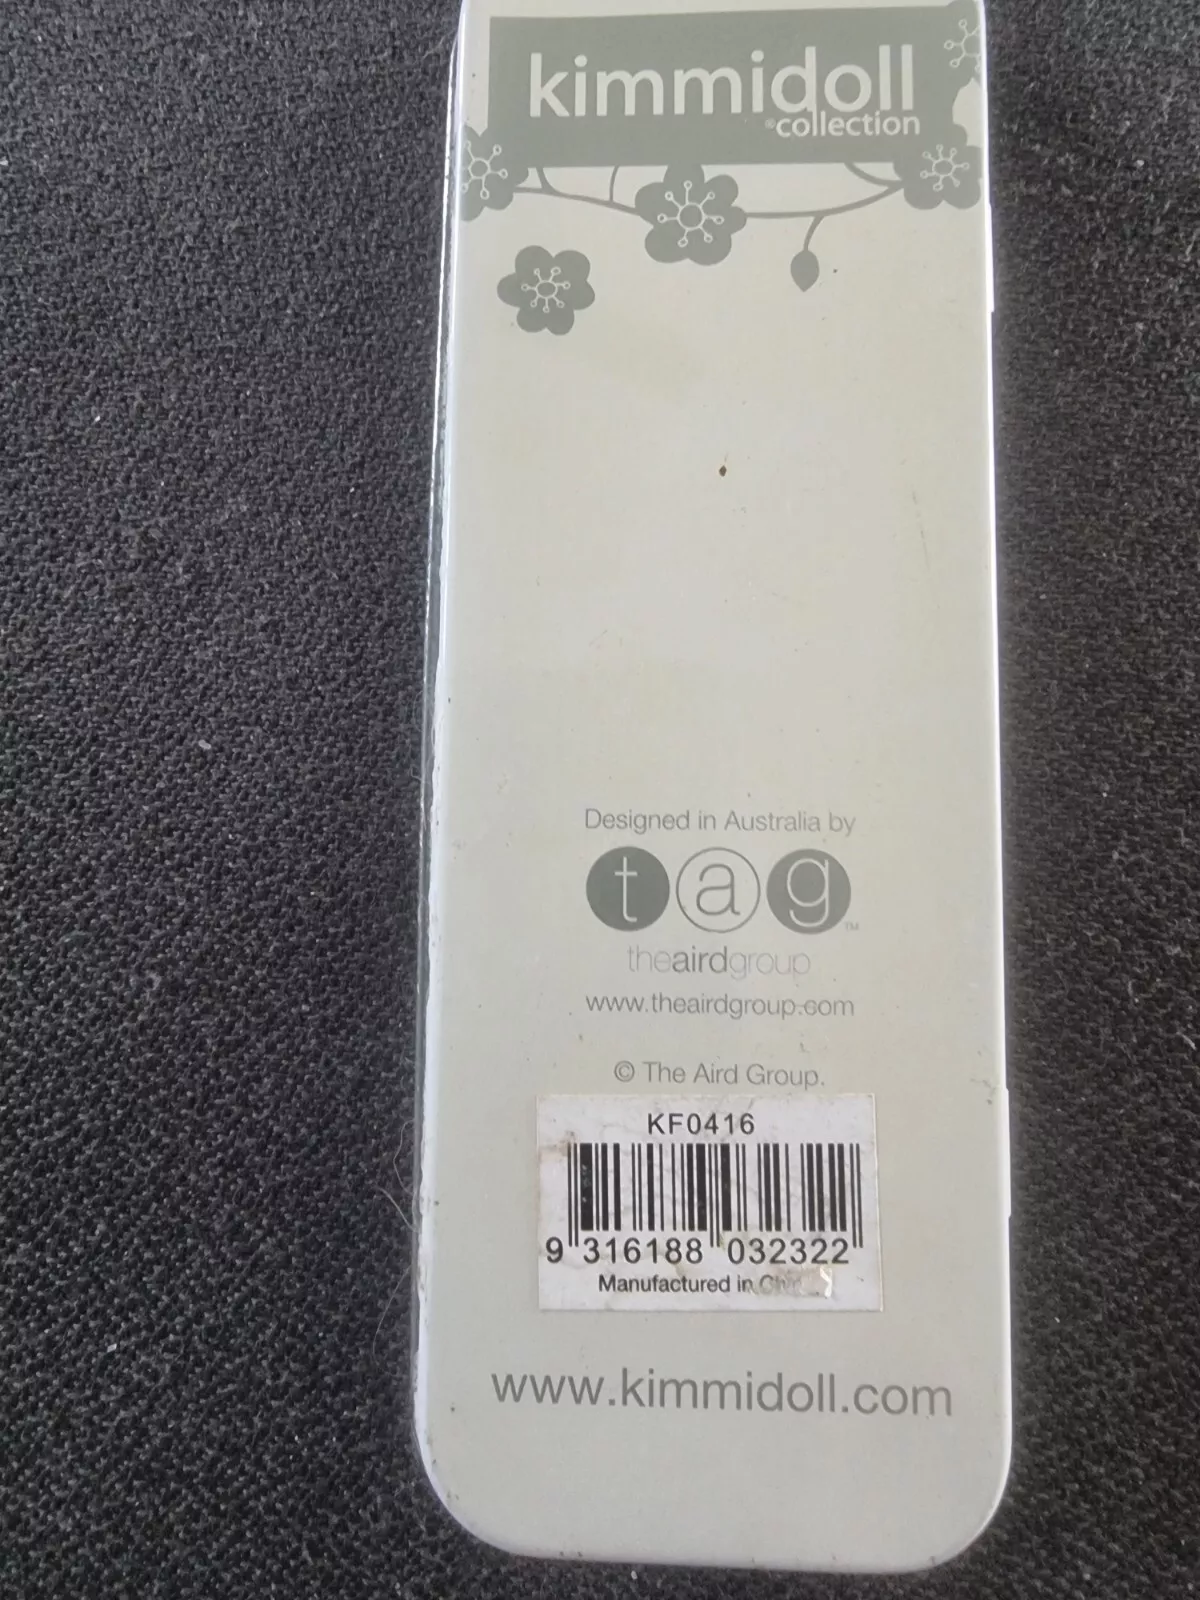 kimmidoll
®collection
Designed in Australia by
tag™
theairdgroup
www.theairdgroup.com
© The Aird Group.
KF0416
9 316188 032322
Manufactured in
www.kimmidoll.com